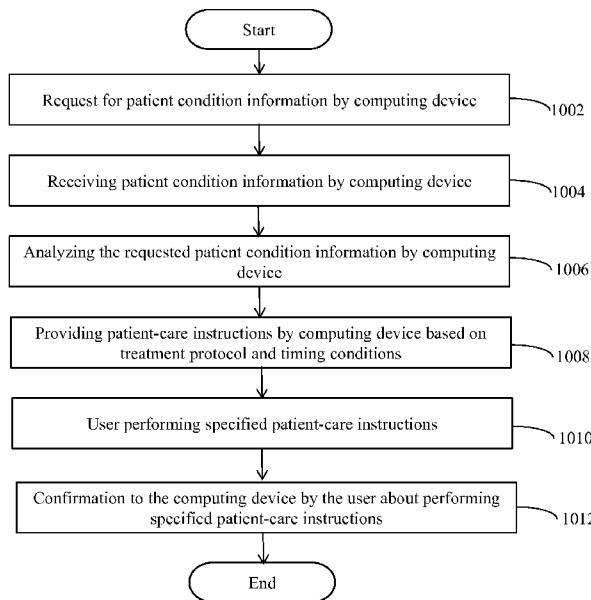 Start
Request for patient condition information by computing device
1002
Receiving patient condition information by computing device
1004
Analyzing the requested patient condition information by computing
device
1006
Providing patient-care instructions by computing device based on
treatment protocol and timing conditions
1008
User performing specified patient-care instructions
1010
Confirmation to the computing device by the user about performing
specified patient-care instructions
1012
End